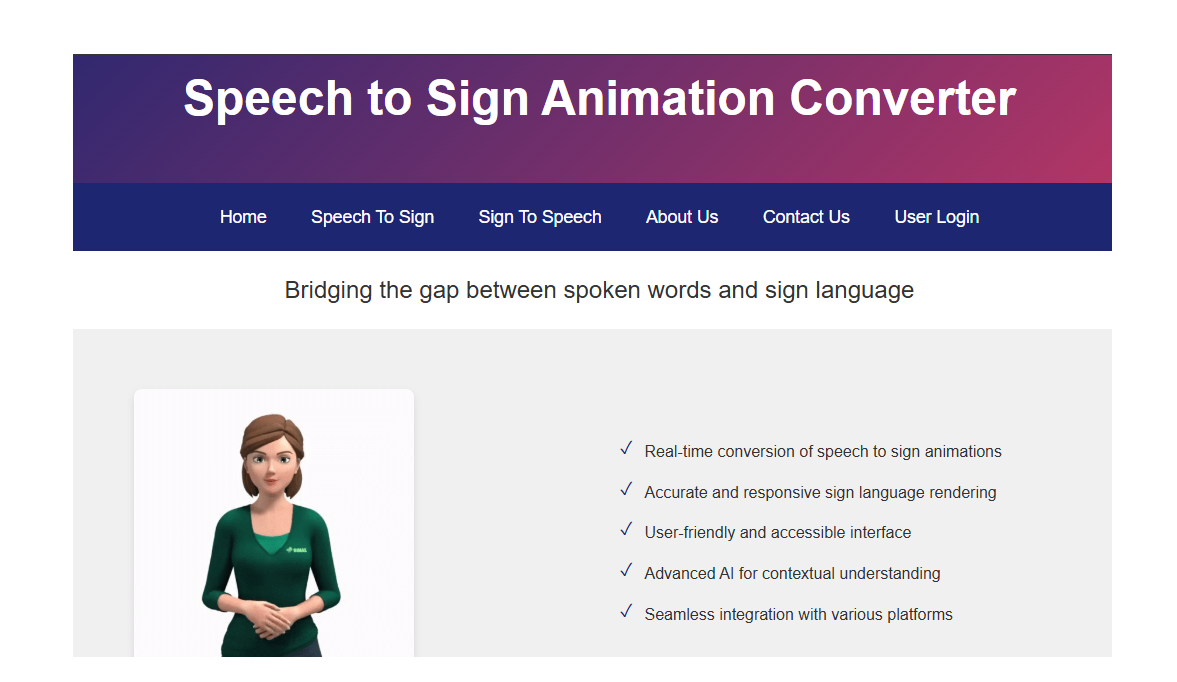 Speech to Sign Animation Converter
Home Speech To Sign Sign To Speech About Us Contact Us User Login
Bridging the gap between spoken words and sign language
✓ Real-time conversion of speech to sign animations
✓ Accurate and responsive sign language rendering
✓ User-friendly and accessible interface
✓ Advanced AI for contextual understanding
✓ Seamless integration with various platforms